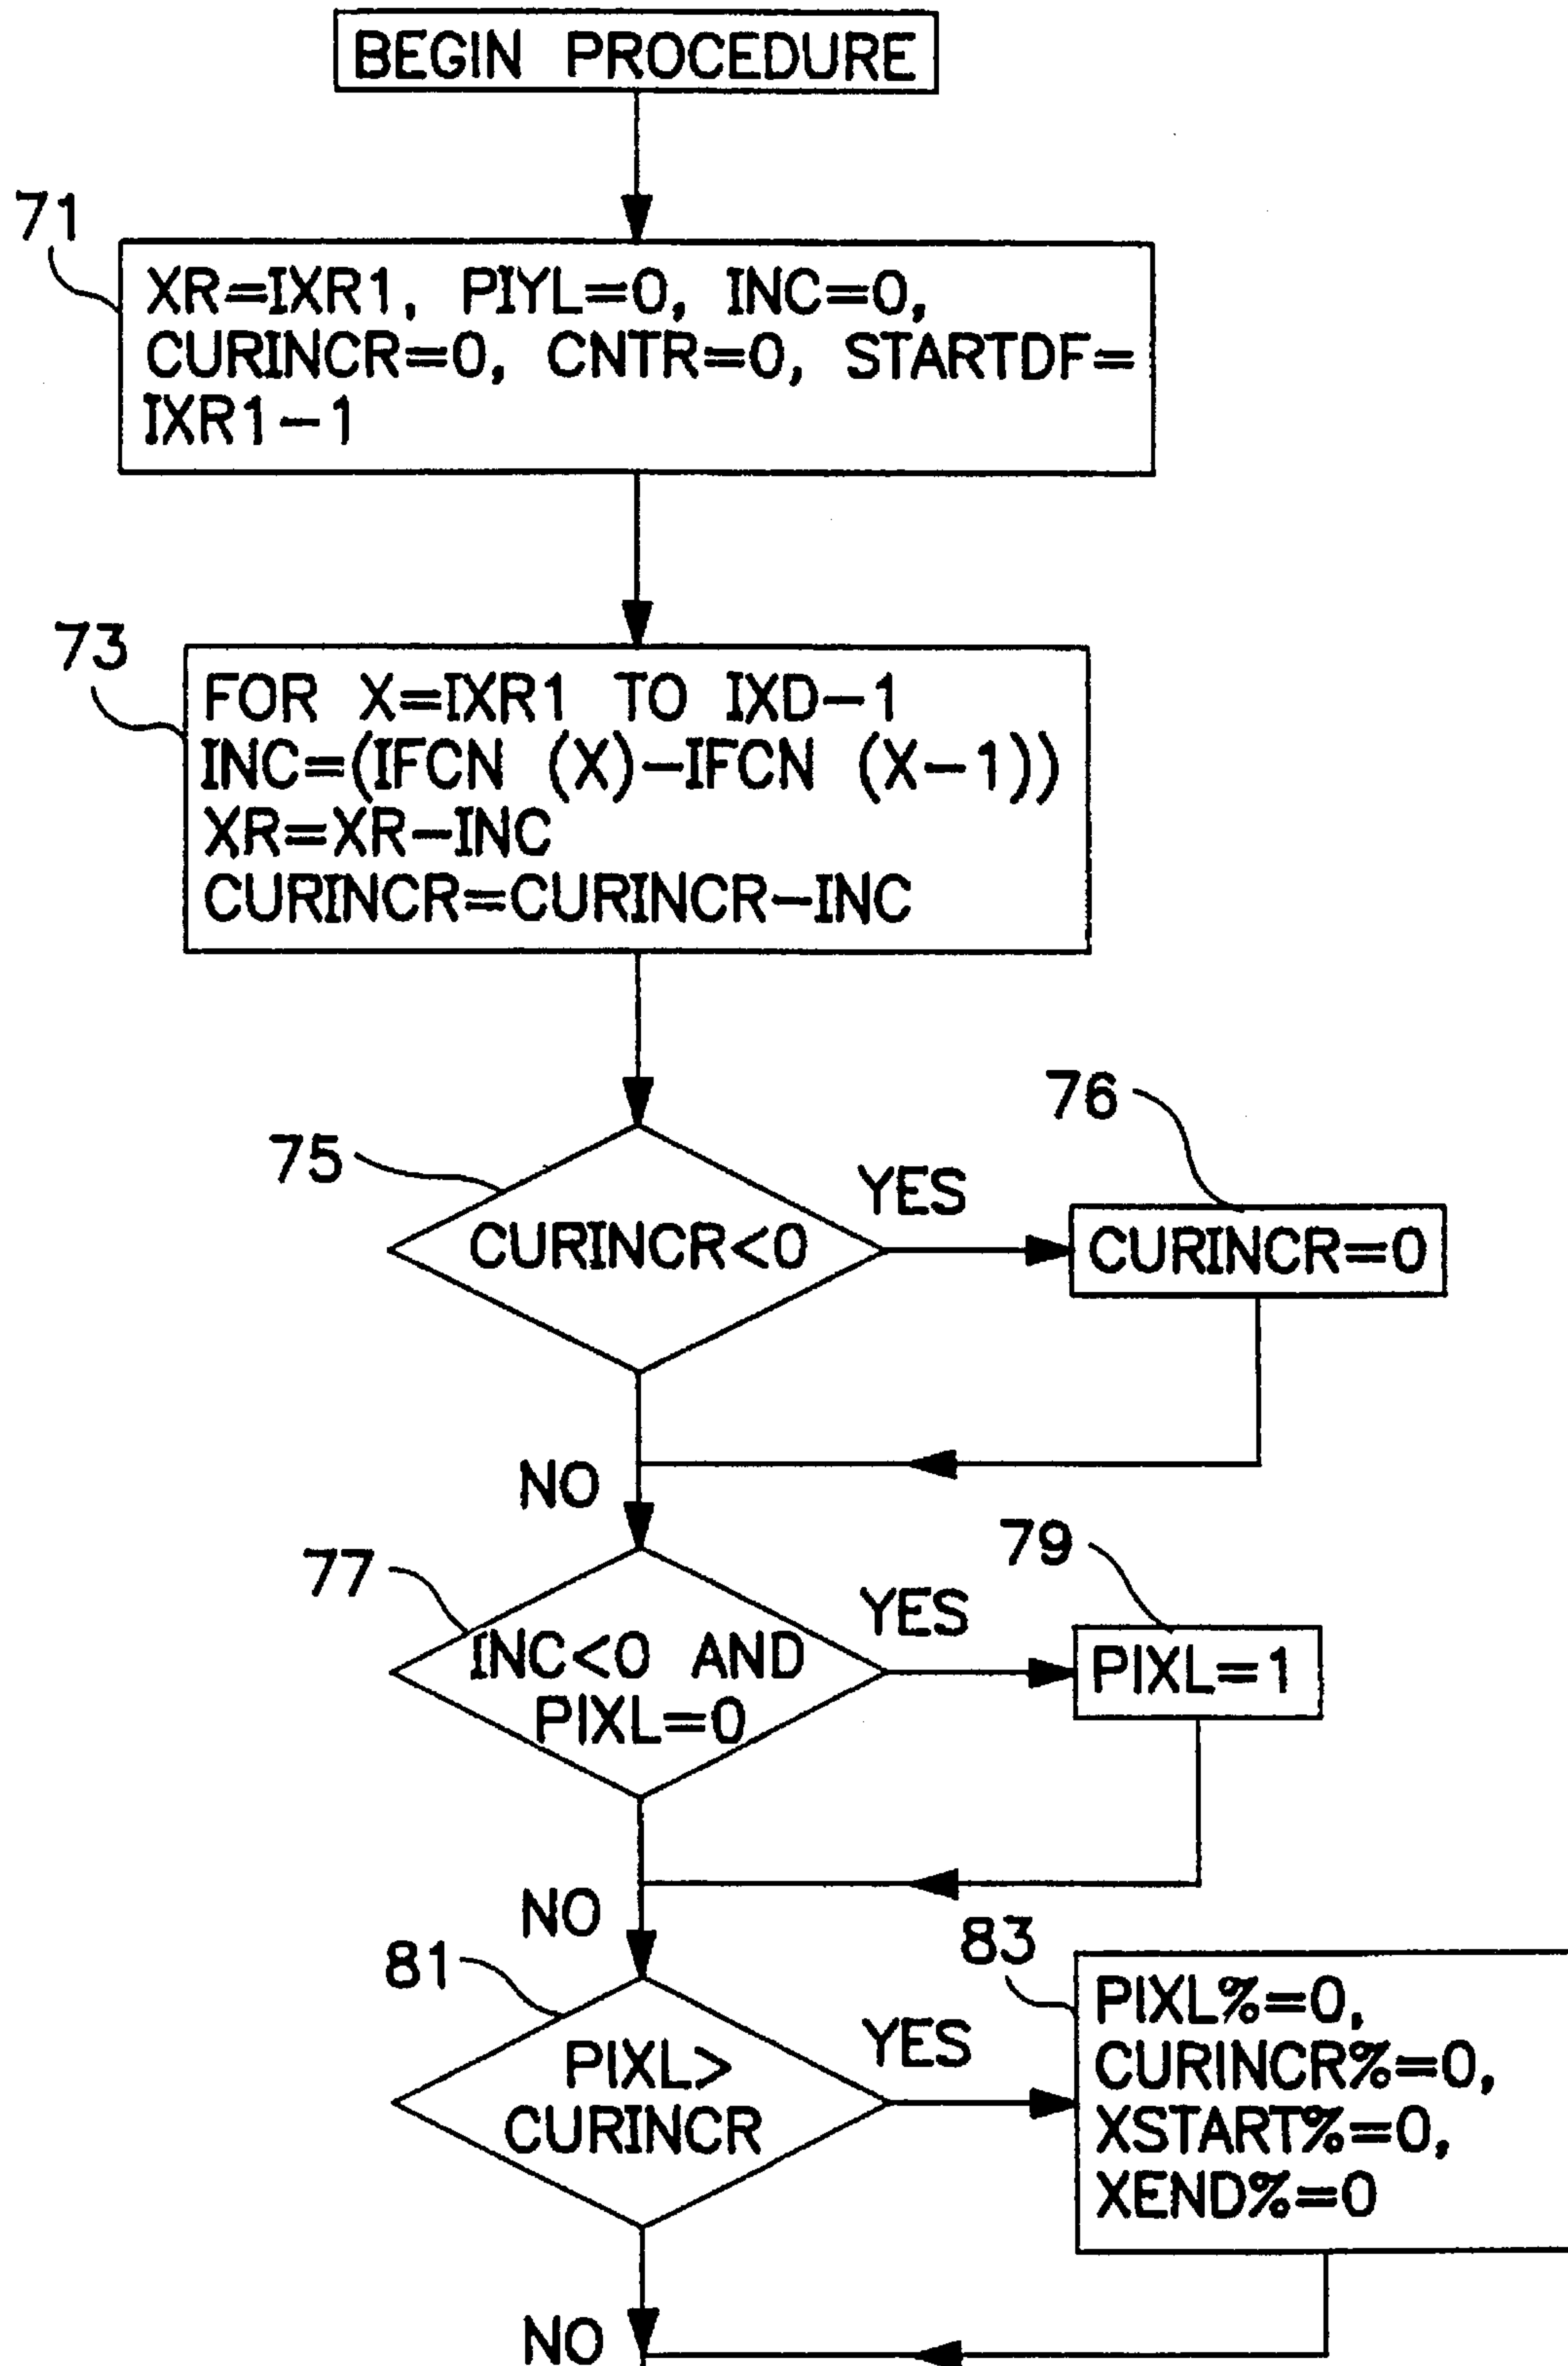 BEGIN PROCEDURE
71
XR=IXR1, PIYL=0, INC=0,
CURINCR=0, CNTR=0, STARTDF=
IXR1-1
73
FOR X=IXR1 TO IXD-1
INC=(IFCN (X)-IFCN (X-1))
XR=XR-INC
CURINCR=CURINCR-INC
75
CURINCR<0
YES
76
CURINCR=0
NO
77
INC<0 AND
PIXL=0
YES
79
PIXL=1
NO
81
PIXL>
CURINCR
YES
83
PIXL%=0,
CURINCR%=0,
XSTART%=0,
XEND%=0
NO